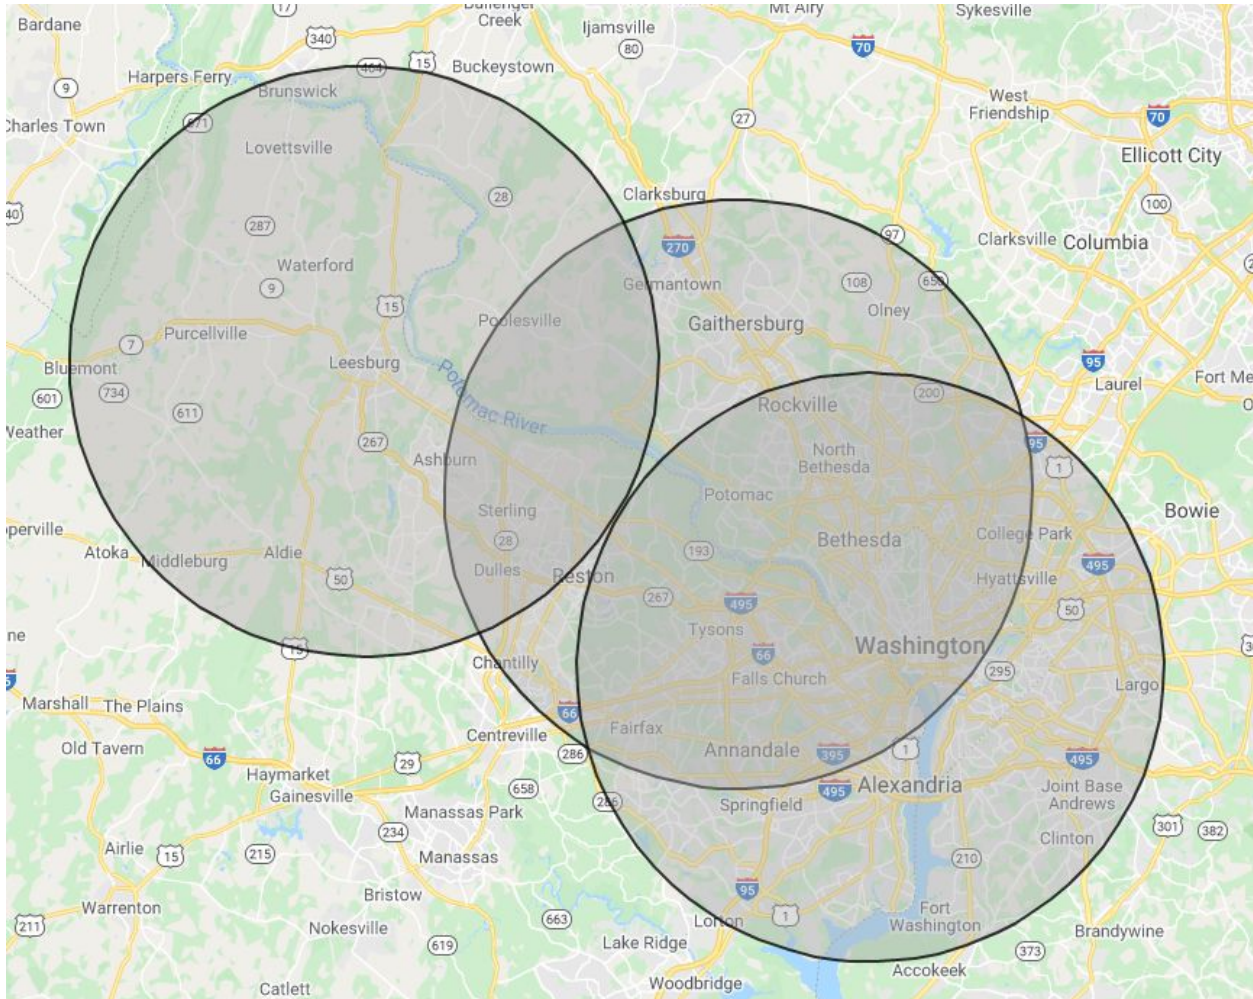 17
Bardane
340
15
Creek
Ijamsville
80
Mt Airy
Sykesville
70
Buckeystown
Harpers Ferry
9
464
Brunswick
671
Charles Town
27
West
Friendship
70
Ellicott City
Lovettsville
28
Clarksburg
100
287
97
Clarksville
Columbia
270
Waterford
9
Germantown
108
Olney
15
Poolesville
Gaithersburg
7
Purcellville
Leesburg
Bluemont
95
Laurel
601
734
611
Potomac River
Rockville
200
267
Ashburn
North
Bethesda
95
1
Potomac
Sterling
28
Bowie
Atoka
Middleburg
Aldie
193
Bethesda
College Park
Dulles
Reston
50
267
495
495
Hyattsville
50
Tysons
Washington
66
15
Chantilly
Falls Church
295
Largo
Marshall
The Plains
66
Fairfax
Centreville
286
Annandale
395
1
Old Tavern
66
29
Haymarket
Gainesville
658
286
495
Alexandria
495
Joint Base
Andrews
Springfield
Manassas Park
234
301
382
Clinton
Airlie
15
215
Manassas
210
Bristow
95
Warrenton
211
663
Lorton
1
Fort
Washington
Nokesville
619
Lake Ridge
373
Brandywine
Accokeek
Catlett
Woodbridge